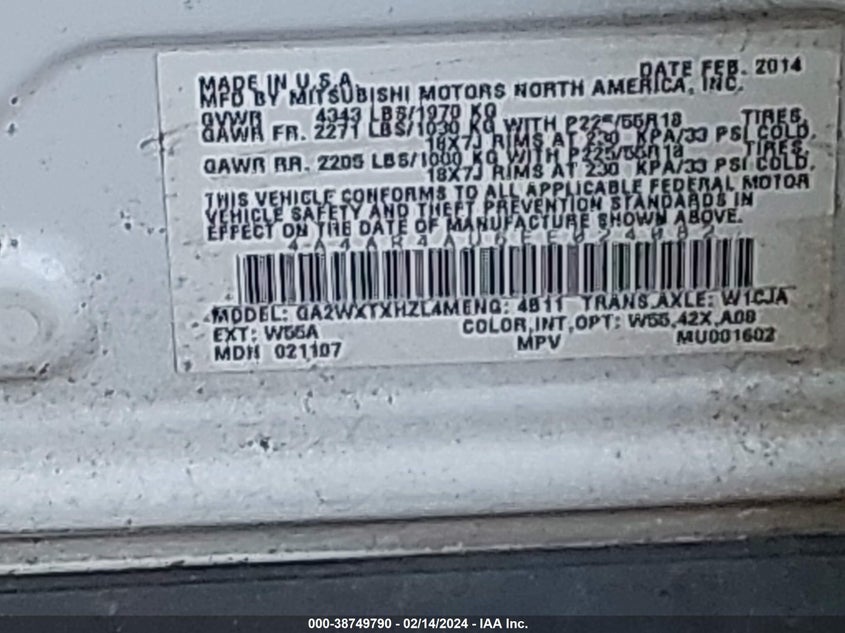 MADE IN U.S.A. DATE FEB. 2014
MFD BY MITSUBISHI MOTORS NORTH AMERICA, INC.
GVWR 4343 LBS/1970 KG
GAWR FR. 2271 LBS/1030 KG WITH P225/55R18 TIRES,
18X7J RIMS AT 230 KPA/33 PSI COLD.
GAWR RR. 2205 LBS/1000 KG WITH P225/55R18 TIRES,
18X7J RIMS AT 230 KPA/33 PSI COLD.
THIS VEHICLE CONFORMS TO ALL APPLICABLE FEDERAL MOTOR
VEHICLE SAFETY AND THEFT PREVENTION STANDARDS IN
EFFECT ON THE DATE OF MANUFACTURE SHOWN ABOVE.
MODEL: GA2WXTXHZL4M ENG: 4B11 TRANS.AXLE: W1CJA
EXT: W55A COLOR,INT,OPT: W55,42X,A08
MDH 021107 MPV MU001602
000-38749790 - 02/14/2024 - IAA Inc.